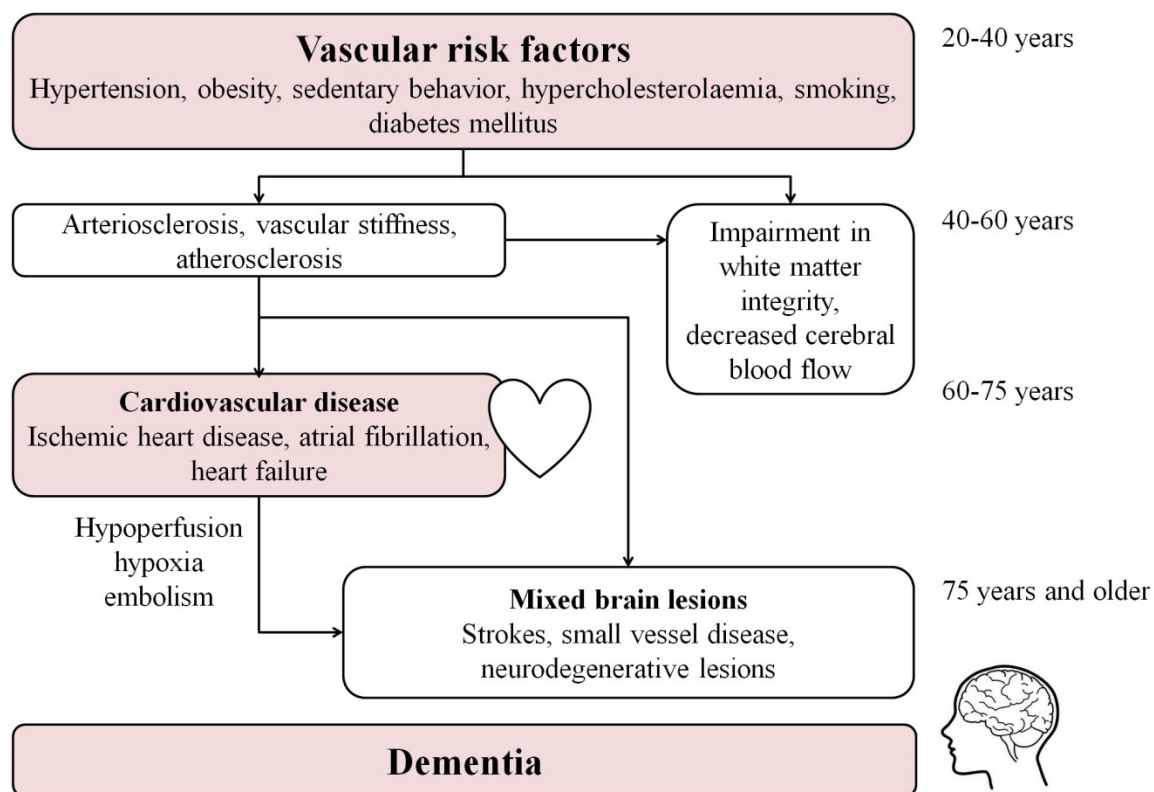 Vascular risk factors
Hypertension, obesity, sedentary behavior, hypercholesterolaemia, smoking,
diabetes mellitus
20-40 years
Arteriosclerosis, vascular stiffness,
atherosclerosis
Impairment in
white matter
integrity,
decreased cerebral
blood flow
40-60 years
Cardiovascular disease
Ischemic heart disease, atrial fibrillation,
heart failure
60-75 years
Hypoperfusion
hypoxia
embolism
Mixed brain lesions
Strokes, small vessel disease,
neurodegenerative lesions
75 years and older
Dementia